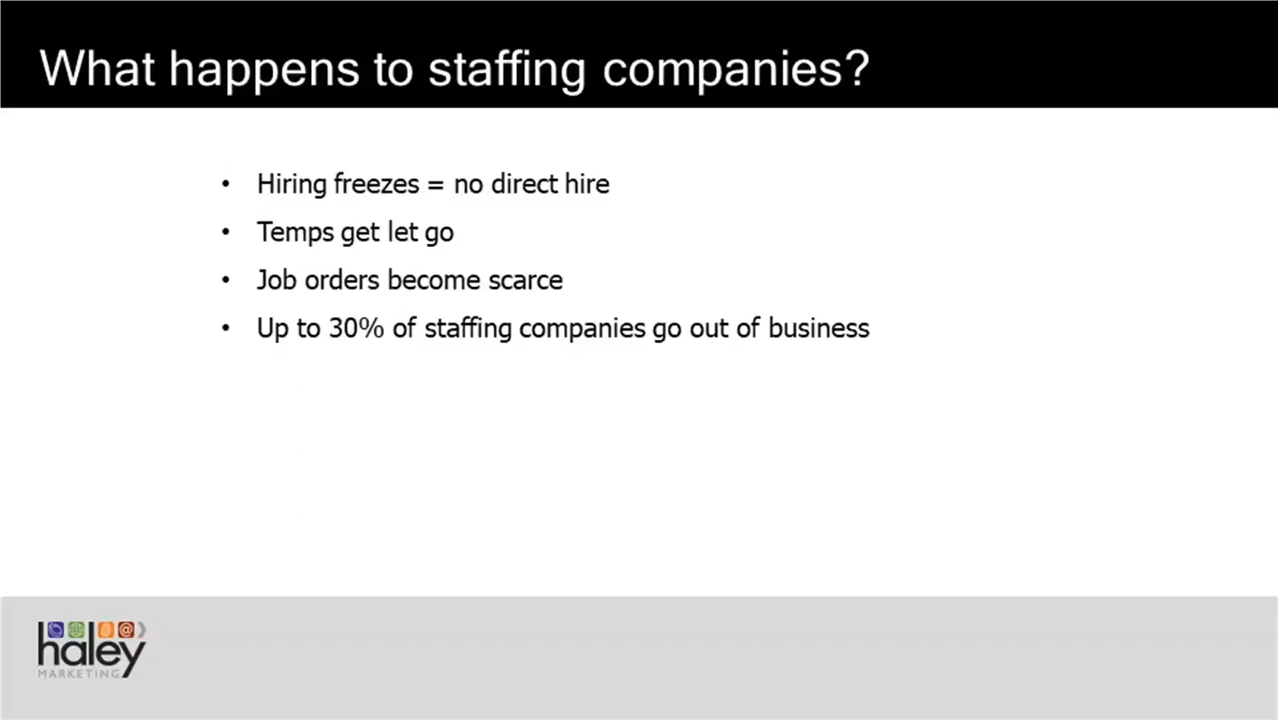 What happens to staffing companies?
• Hiring freezes = no direct hire
• Temps get let go
• Job orders become scarce
• Up to 30% of staffing companies go out of business
haley
MARKETING